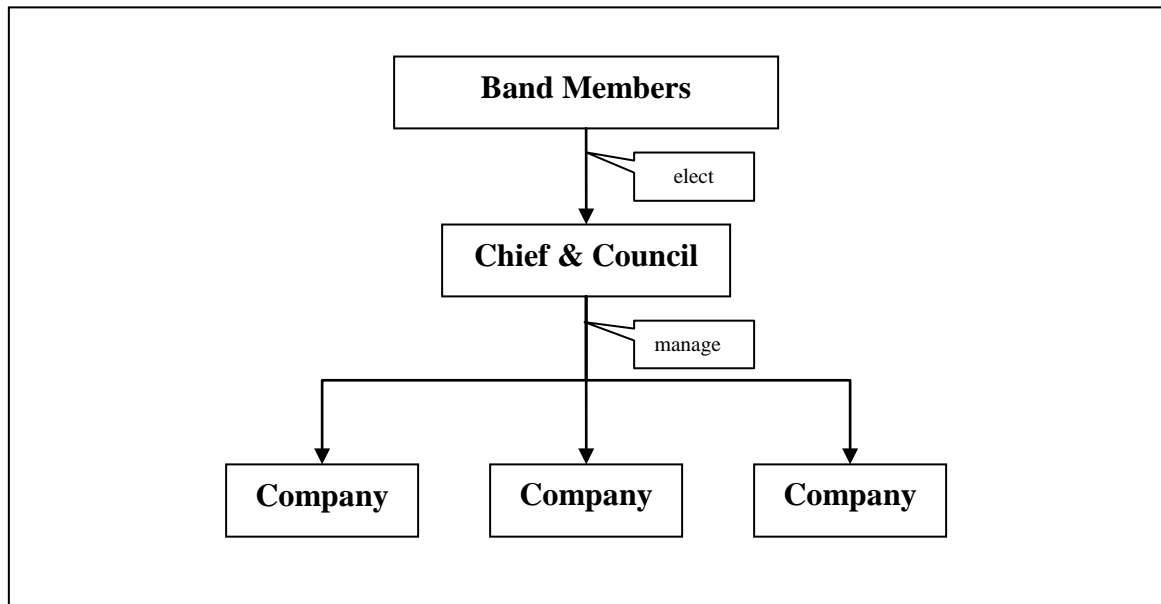 Band Members
elect
Chief & Council
manage
Company
Company
Company